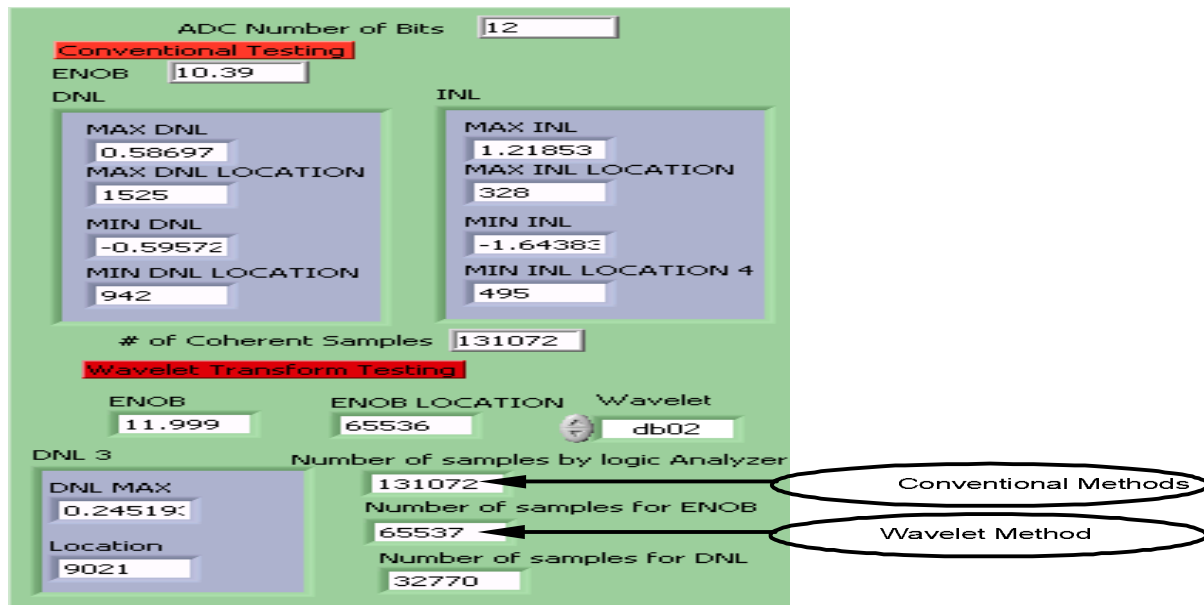 ADC Number of Bits 12
Conventional Testing
ENOB 10.39
DNL
INL
MAX DNL
0.58697
MAX DNL LOCATION
1525
MIN DNL
-0.59572
MIN DNL LOCATION
942
MAX INL
1.21853
MAX INL LOCATION
328
MIN INL
-1.64383
MIN INL LOCATION 4
495
# of Coherent Samples 131072
Wavelet Transform Testing
ENOB
11.999
ENOB LOCATION
65536
Wavelet
db02
DNL 3
DNL MAX
Location
9021
Number of samples by logic Analyzer
131072
Conventional Methods
Number of samples for ENOB
65537
Wavelet Method
Number of samples for DNL
32770